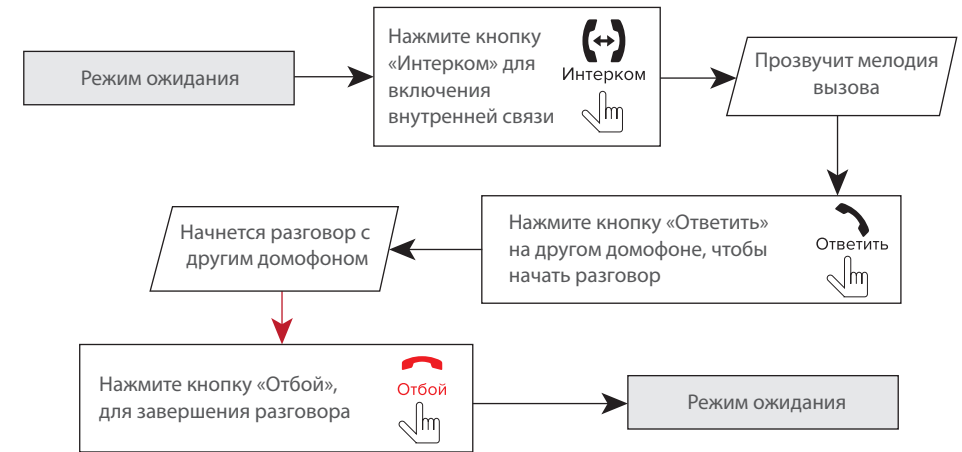 Режим ожидания
Нажмите кнопку
«Интерком» для
включения
внутренней связи
Интерком
Прозвучит мелодия
вызова
Начнется разговор с
другим домофоном
Нажмите кнопку «Ответить»
на другом домофоне, чтобы
начать разговор
Ответить
Нажмите кнопку «Отбой»,
для завершения разговора
Отбой
Режим ожидания